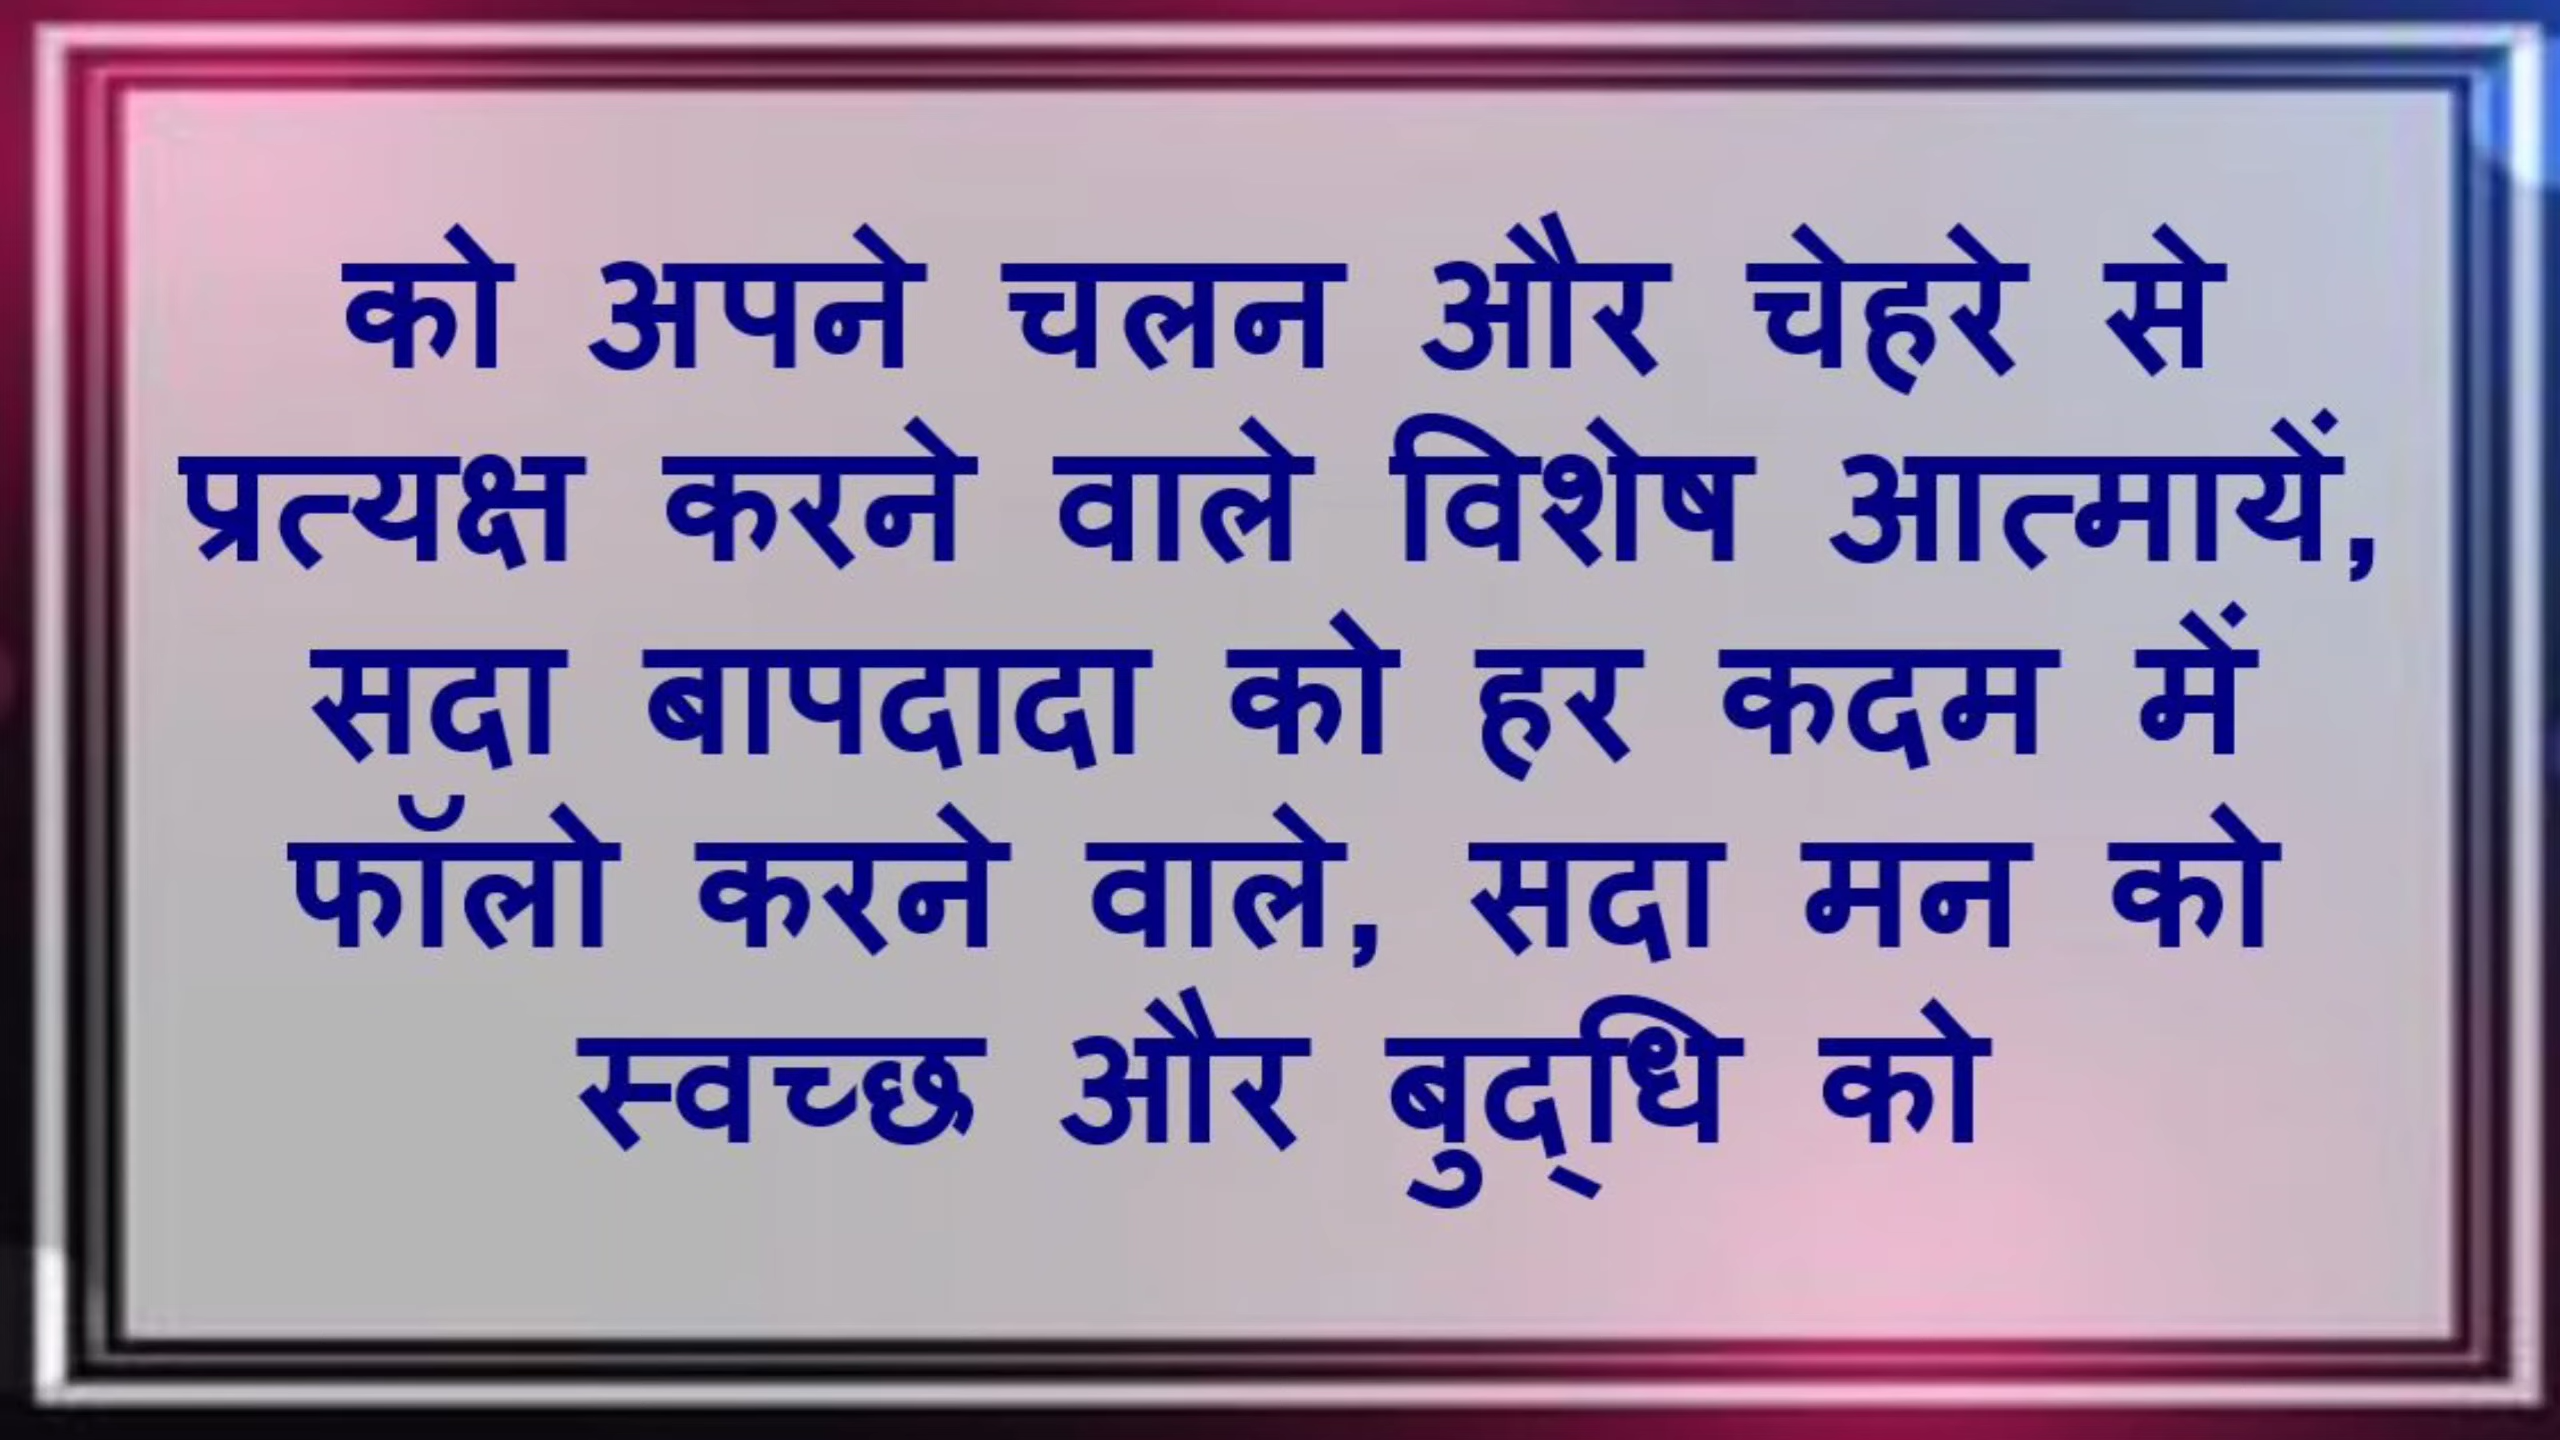 को अपने चलन और चेहरे से
प्रत्यक्ष करने वाले विशेष आत्मायें,
सदा बापदादा को हर कदम में
फॉलो करने वाले, सदा मन को
स्वच्छ और बुद्‌धि को